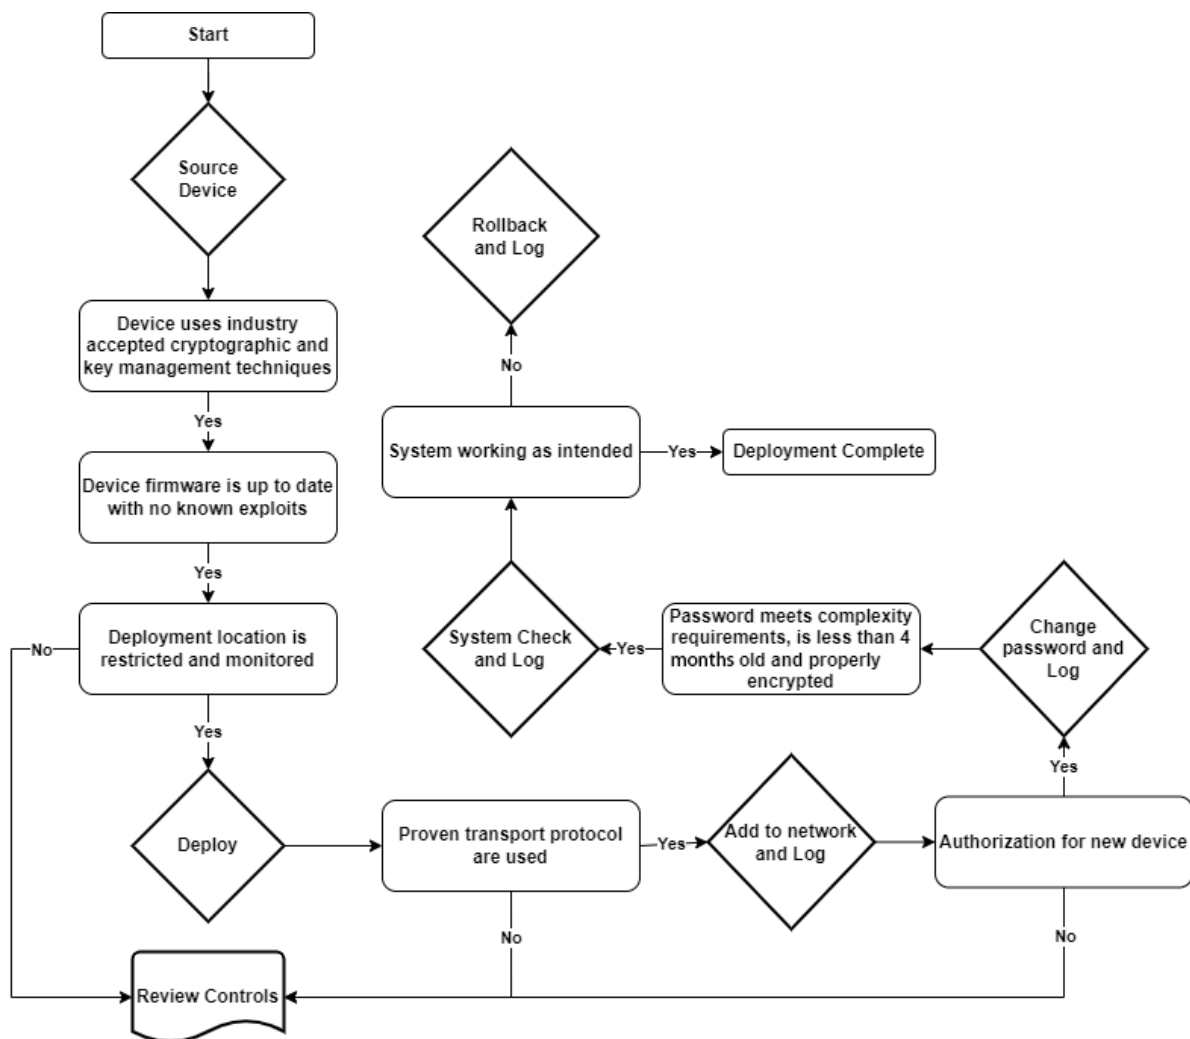 Start
Source
Device
Device uses industry
accepted cryptographic and
key management techniques
Yes
Device firmware is up to date
with no known exploits
Yes
Deployment location is
restricted and monitored
No
Yes
Deploy
Proven transport protocol
are used
Yes
No
Add to network
and Log
Authorization for new device
Yes
No
Change
password and
Log
Password meets complexity
requirements, is less than 4
months old and properly
encrypted
Yes
System Check
and Log
System working as intended
Yes
Deployment Complete
No
Rollback
and Log
Review Controls